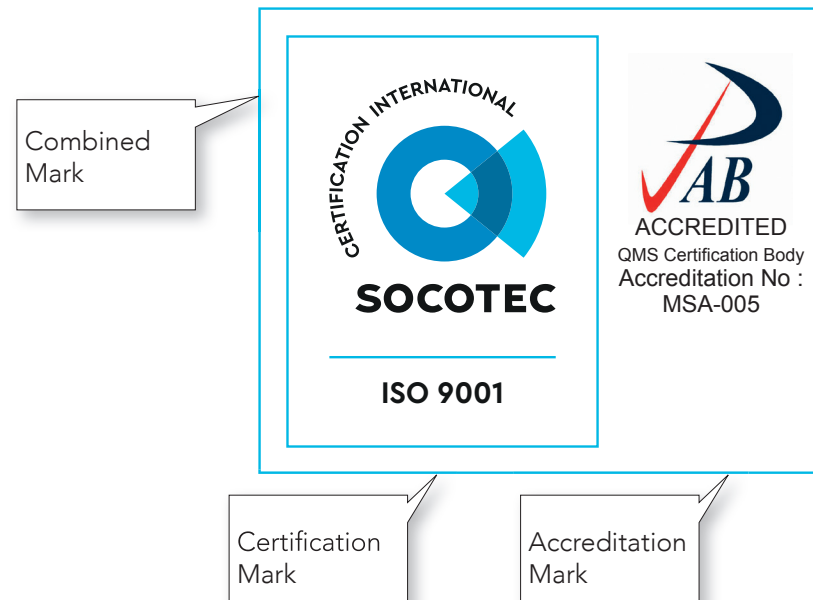 Combined
Mark
CERTIFICATION INTERNATIONAL
SOCOTEC
ISO 9001
PAB
ACCREDITED
QMS Certification Body
Accreditation No :
MSA-005
Certification
Mark
Accreditation
Mark